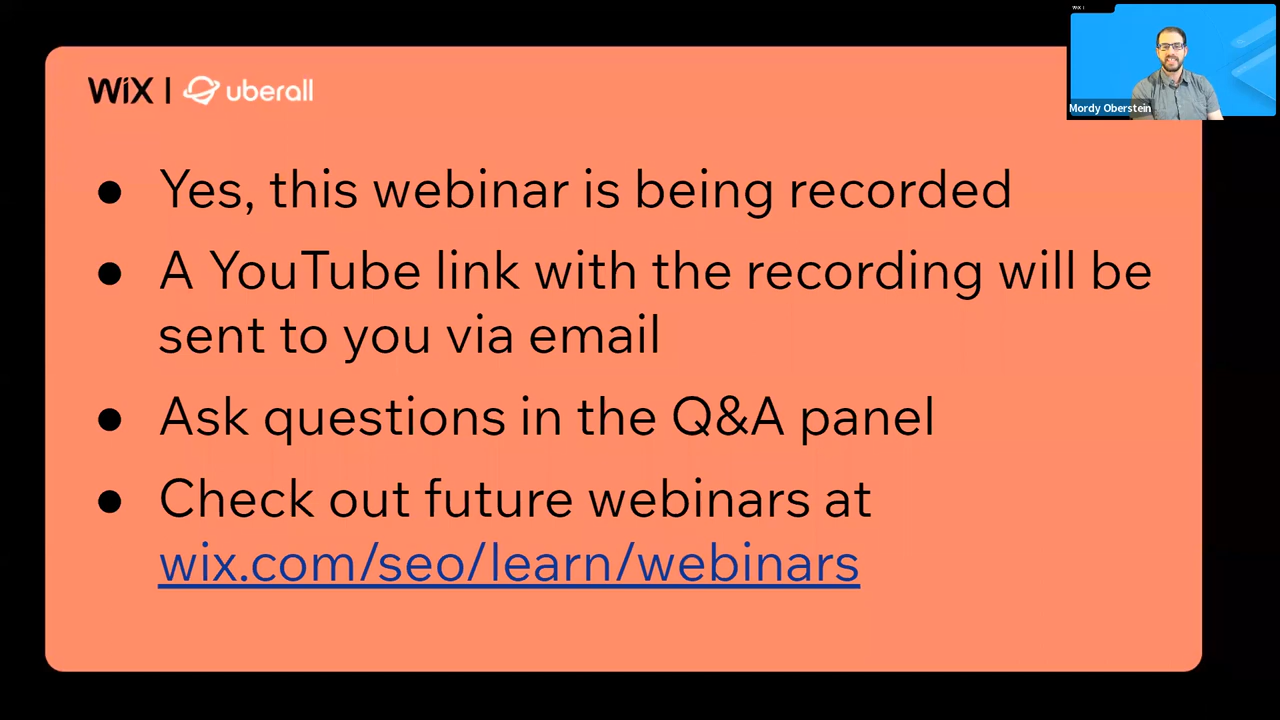 WiX | uberall
WiX |
Mordy Oberstein
● Yes, this webinar is being recorded
● A YouTube link with the recording will be
sent to you via email
● Ask questions in the Q&A panel
● Check out future webinars at
wix.com/seo/learn/webinars